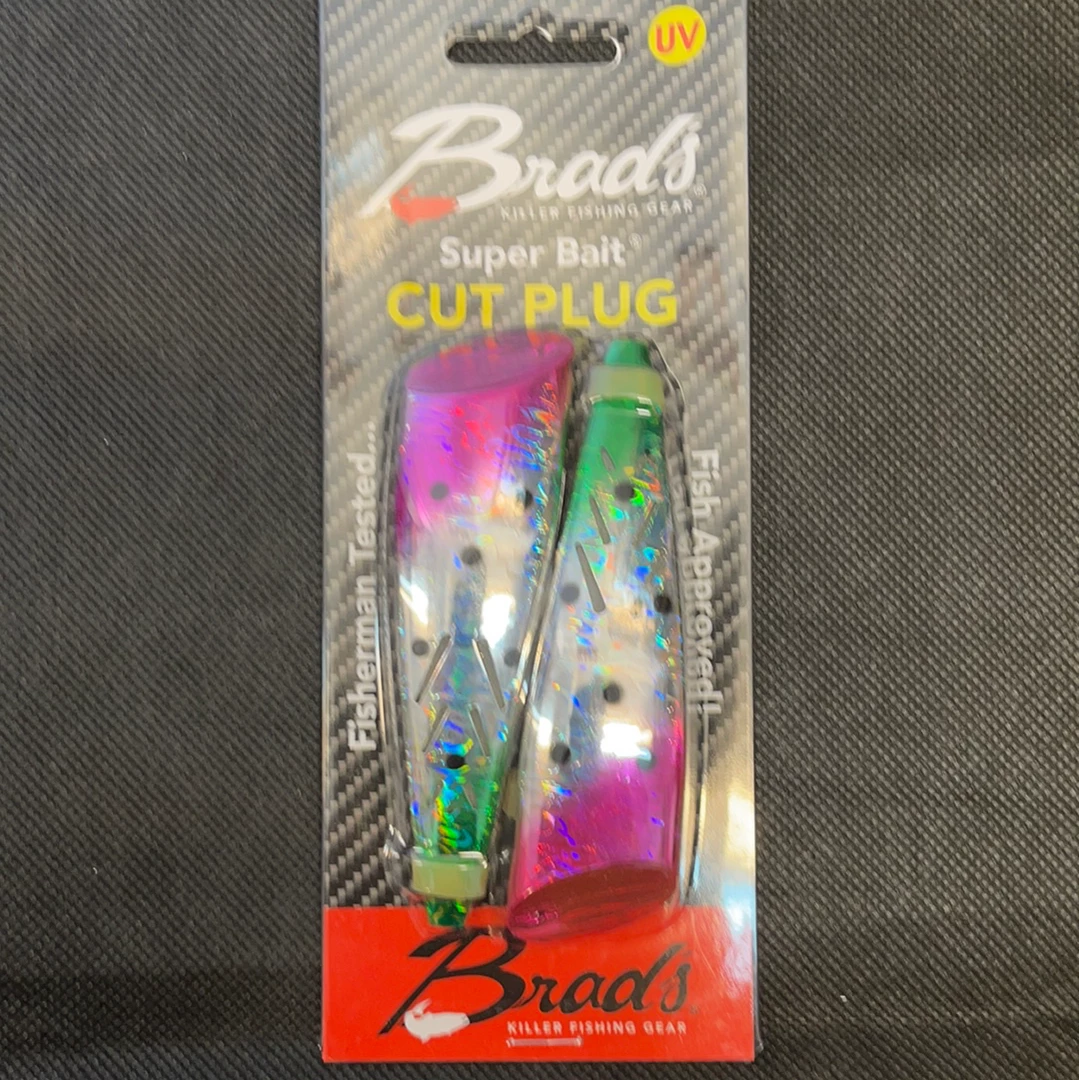 UV
Brad's®
KILLER FISHING GEAR
Super Bait®
CUT PLUG
Fisherman Tested...
Fish Approved!!
Brad's
KILLER FISHING GEAR